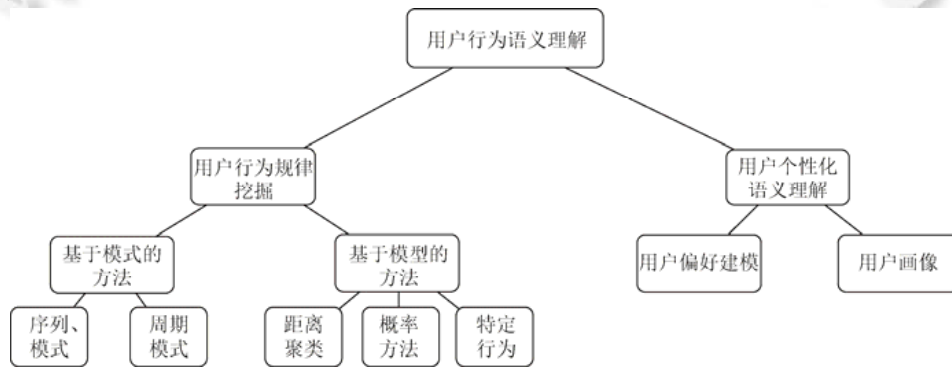 用户行为语义理解
用户行为规律
挖掘
用户个性化
语义理解
基于模式的
方法
基于模型的
方法
用户偏好建模
用户画像
序列、
模式
周期
模式
距离
聚类
概率
方法
特定
行为